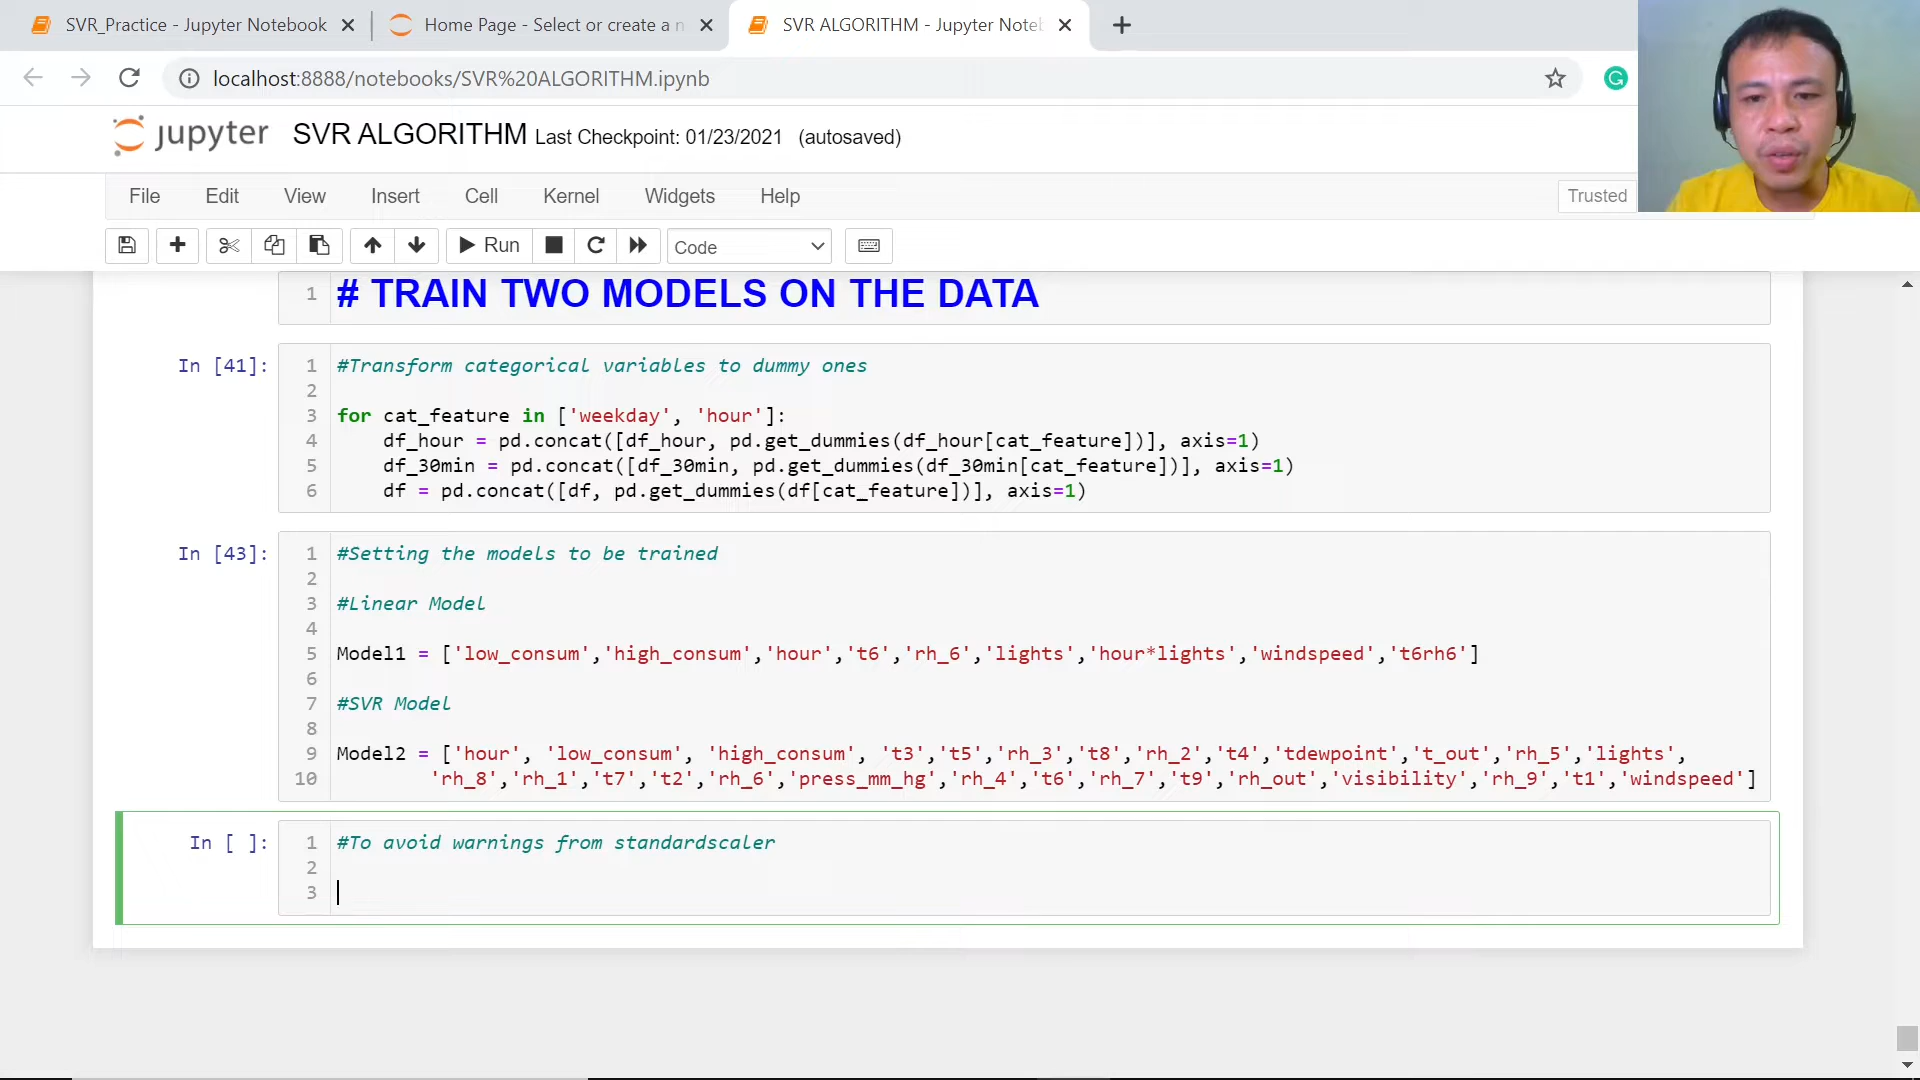 SVR_Practice - Jupyter Notebook
Home Page - Select or create a n
SVR ALGORITHM - Jupyter Noteb
localhost:8888/notebooks/SVR%20ALGORITHM.ipynb
jupyter SVR ALGORITHM Last Checkpoint: 01/23/2021 (autosaved)
File Edit View Insert Cell Kernel Widgets Help Trusted
Run Code
1 # TRAIN TWO MODELS ON THE DATA
In [41]: 1 #Transform categorical variables to dummy ones
2
3 for cat_feature in ['weekday', 'hour']:
4 df_hour = pd.concat([df_hour, pd.get_dummies(df_hour[cat_feature])], axis=1)
5 df_30min = pd.concat([df_30min, pd.get_dummies(df_30min[cat_feature])], axis=1)
6 df = pd.concat([df, pd.get_dummies(df[cat_feature])], axis=1)
In [43]: 1 #Setting the models to be trained
2
3 #Linear Model
4
5 Model1 = ['low_consum','high_consum','hour','t6','rh_6','lights','hour*lights','windspeed','t6rh6']
6
7 #SVR Model
8
9 Model2 = ['hour', 'low_consum', 'high_consum', 't3','t5','rh_3','t8','rh_2','t4','tdewpoint','t_out','rh_5','lights',
10 'rh_8','rh_1','t7','t2','rh_6','press_mm_hg','rh_4','t6','rh_7','t9','rh_out','visibility','rh_9','t1','windspeed']
In [ ]: 1 #To avoid warnings from standardscaler
2
3